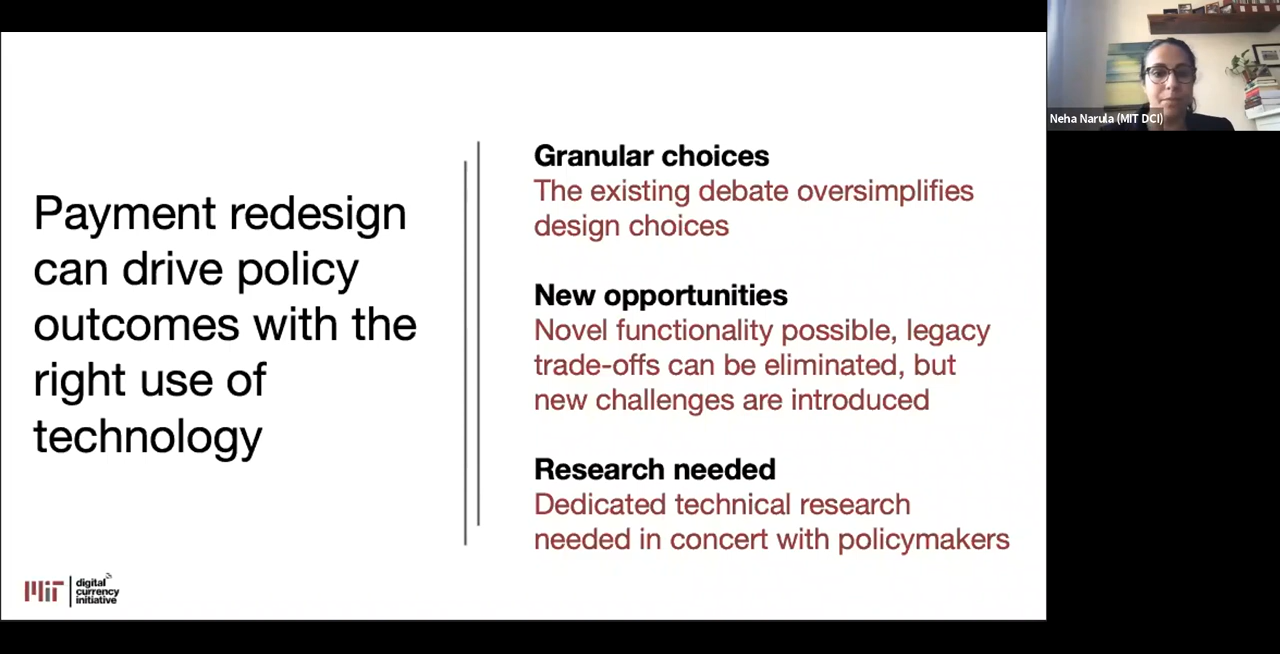 Payment redesign
can drive policy
outcomes with the
right use of
technology
Granular choices
The existing debate oversimplifies
design choices
New opportunities
Novel functionality possible, legacy
trade-offs can be eliminated, but
new challenges are introduced
Research needed
Dedicated technical research
needed in concert with policymakers
MIT
digital
currency
initiative
Neha Narula (MIT DCI)